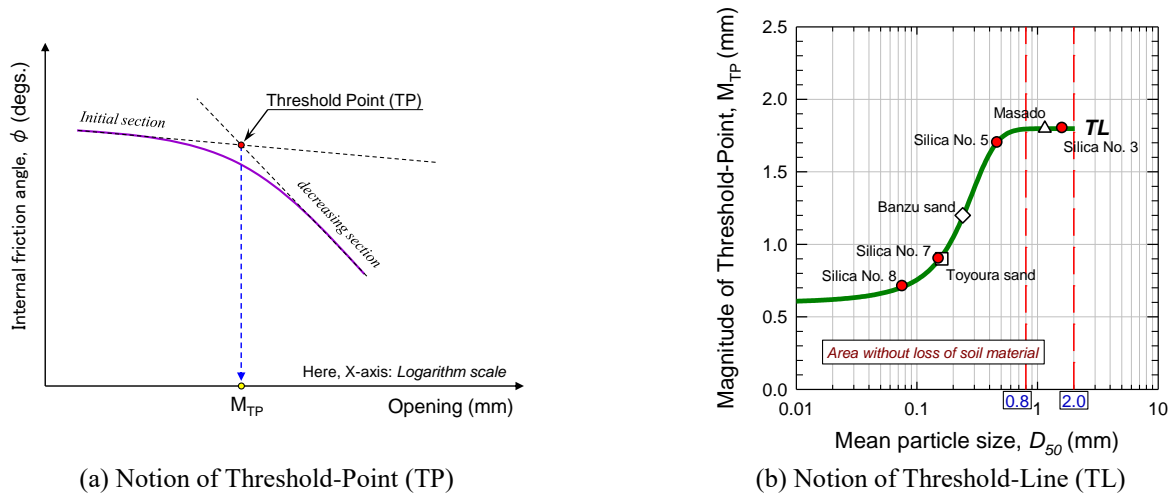 Internal friction angle, ϕ (degs.)
Initial section
Threshold Point (TP)
decreasing section
Here, X-axis: Logarithm scale
M_TP
Opening (mm)
(a) Notion of Threshold-Point (TP)
Magnitude of Threshold-Point, M_TP (mm)
2.5
2.0
1.5
1.0
0.5
0.0
Masado
TL
Silica No. 5
Silica No. 3
Banzu sand
Silica No. 7
Toyoura sand
Silica No. 8
Area without loss of soil material
0.01
0.1
0.8
1
2.0
10
Mean particle size, D_50 (mm)
(b) Notion of Threshold-Line (TL)